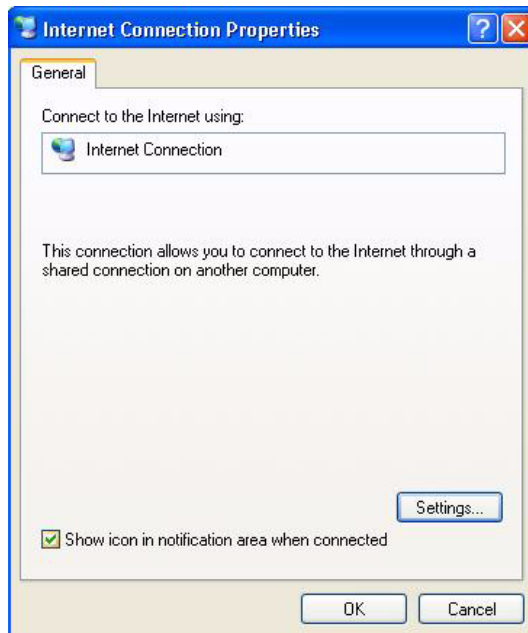 Internet Connection Properties
General
Connect to the Internet using:
Internet Connection
This connection allows you to connect to the Internet through a
shared connection on another computer.
Settings...
Show icon in notification area when connected
OK
Cancel